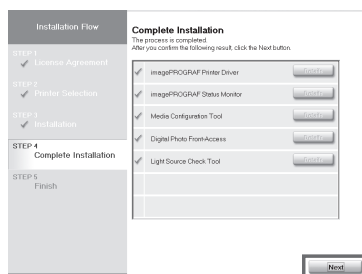 Installation Flow
STEP 1
License Agreement
STEP 2
Printer Selection
STEP 3
Installation
STEP 4
Complete Installation
STEP 5
Finish
Complete Installation
The process is completed.
After you confirm the following result, click the Next button.
imagePROGRAF Printer Driver
imagePROGRAF Status Monitor
Media Configuration Tool
Digital Photo Front-Access
Light Source Check Tool
Next